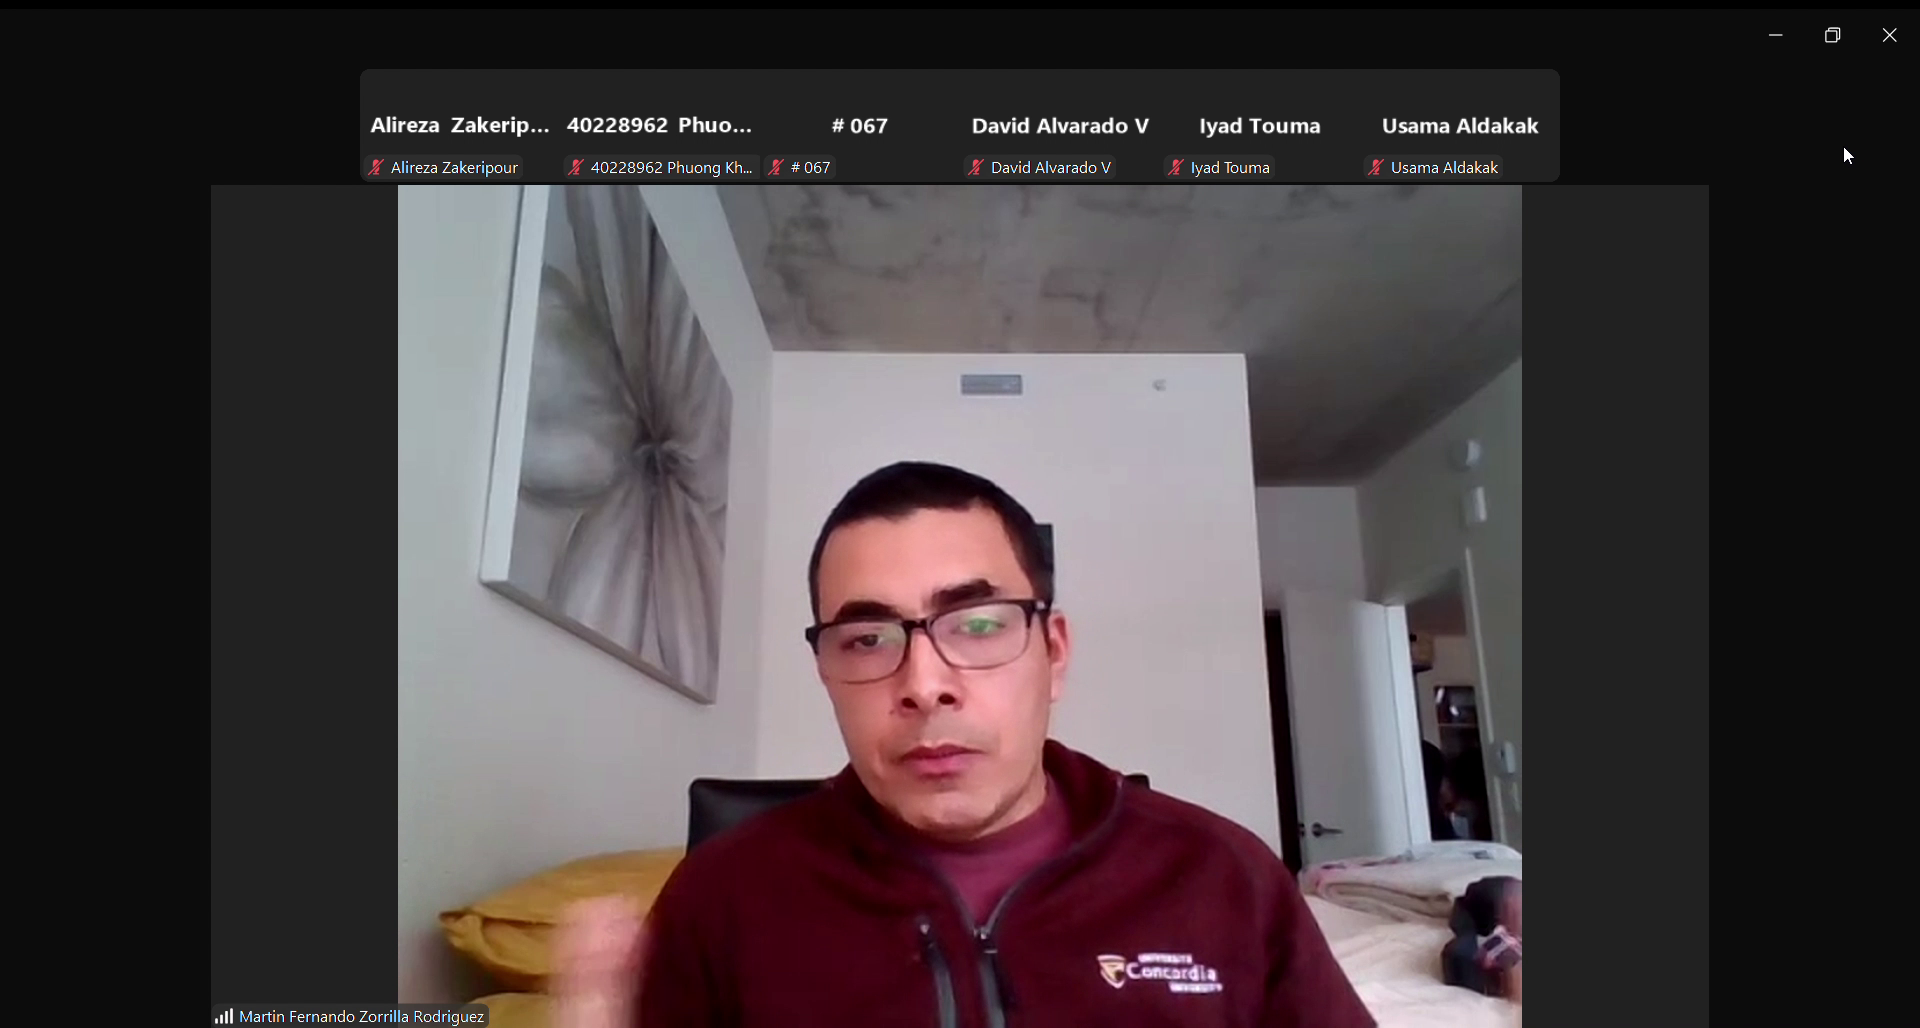 Alireza Zakerip...
40228962 Phuo...
# 067
David Alvarado V
Iyad Touma
Usama Aldakak
Alireza Zakeripour
40228962 Phuong Kh...
# 067
David Alvarado V
Iyad Touma
Usama Aldakak
Concordia
Martin Fernando Zorrilla Rodriguez